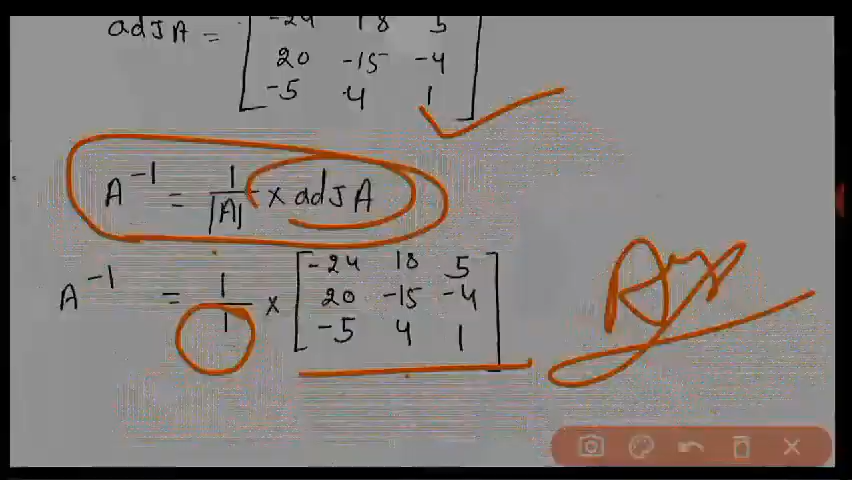 adJ A = [ -24 18 5
20 -15 -4
-5 4 1 ]
A⁻¹ = 1/|A| × adJ A
A⁻¹ = 1/1 × [ -24 18 5
20 -15 -4
-5 4 1 ]
Ans